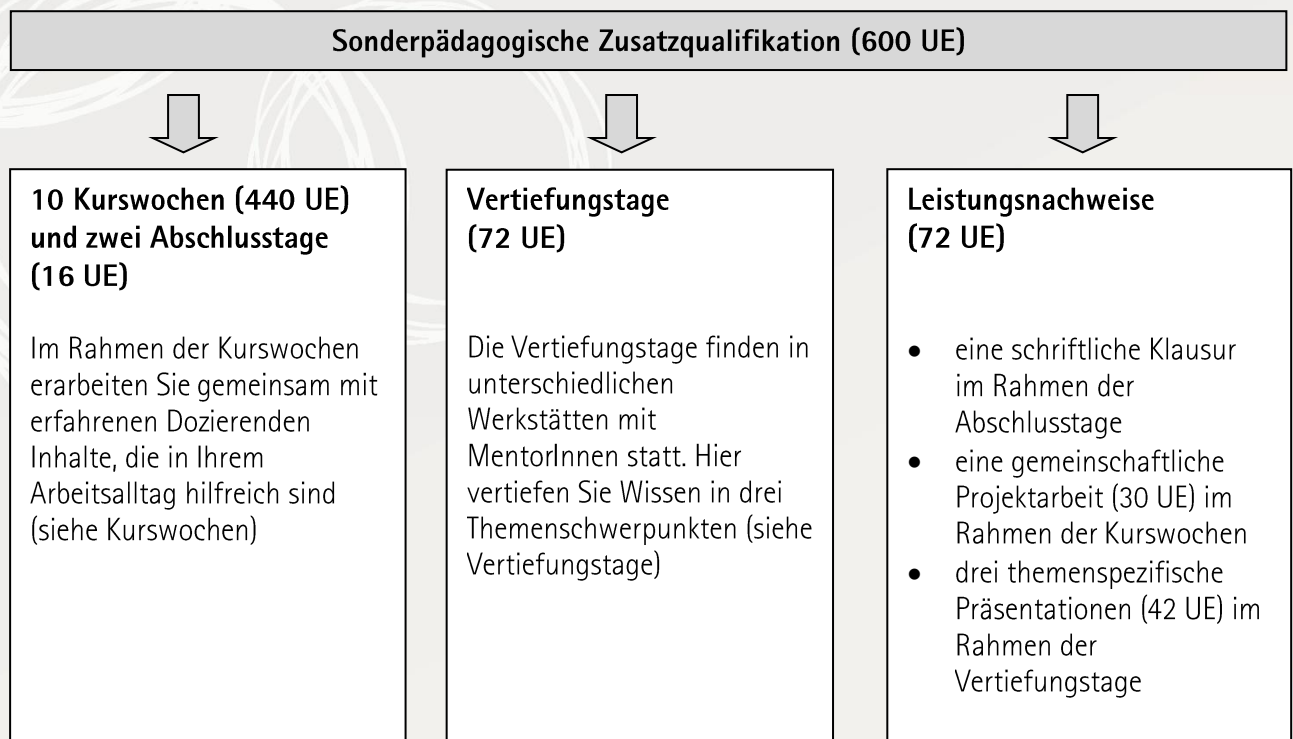 Sonderpädagogische Zusatzqualifikation (600 UE)
10 Kurswochen (440 UE)
und zwei Abschlusstage
(16 UE)
Im Rahmen der Kurswochen
erarbeiten Sie gemeinsam mit
erfahrenen Dozierenden
Inhalte, die in Ihrem
Arbeitsalltag hilfreich sind
(siehe Kurswochen)
Vertiefungstage
(72 UE)
Die Vertiefungstage finden in
unterschiedlichen
Werkstätten mit
MentorInnen statt. Hier
vertiefen Sie Wissen in drei
Themenschwerpunkten (siehe
Vertiefungstage)
Leistungsnachweise
(72 UE)
• eine schriftliche Klausur
im Rahmen der
Abschlusstage
• eine gemeinschaftliche
Projektarbeit (30 UE) im
Rahmen der Kurswochen
• drei themenspezifische
Präsentationen (42 UE) im
Rahmen der
Vertiefungstage